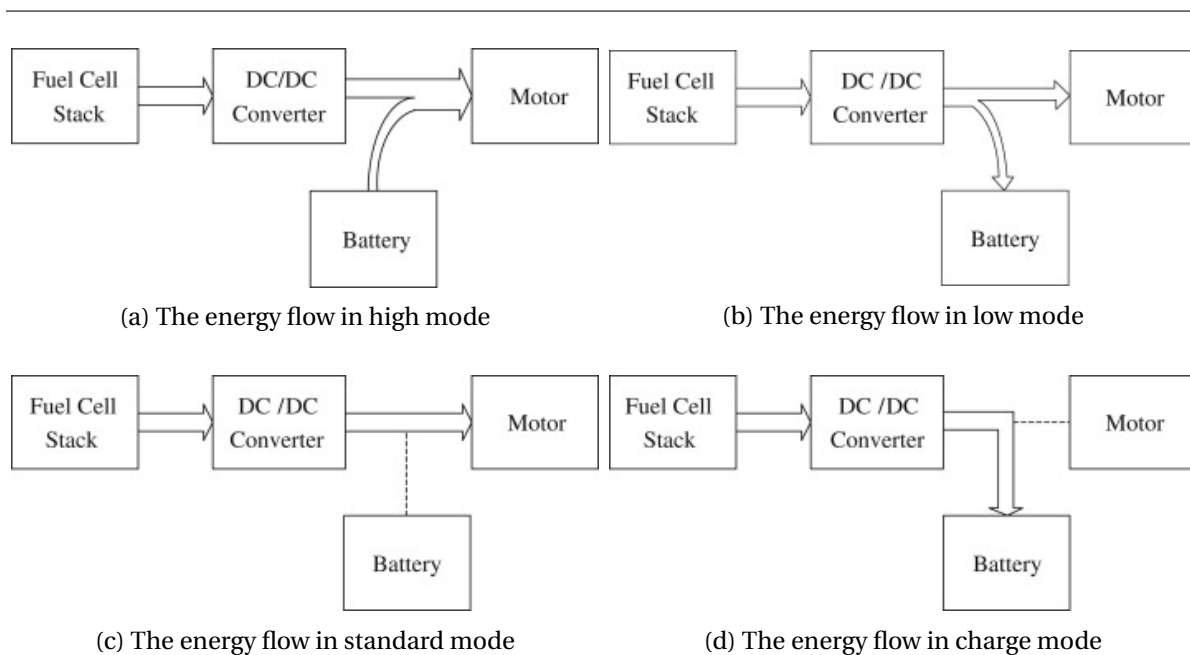 Fuel Cell
Stack
DC/DC
Converter
Motor
Battery
(a) The energy flow in high mode
Fuel Cell
Stack
DC /DC
Converter
Motor
Battery
(b) The energy flow in low mode
Fuel Cell
Stack
DC /DC
Converter
Motor
Battery
(c) The energy flow in standard mode
Fuel Cell
Stack
DC /DC
Converter
Motor
Battery
(d) The energy flow in charge mode